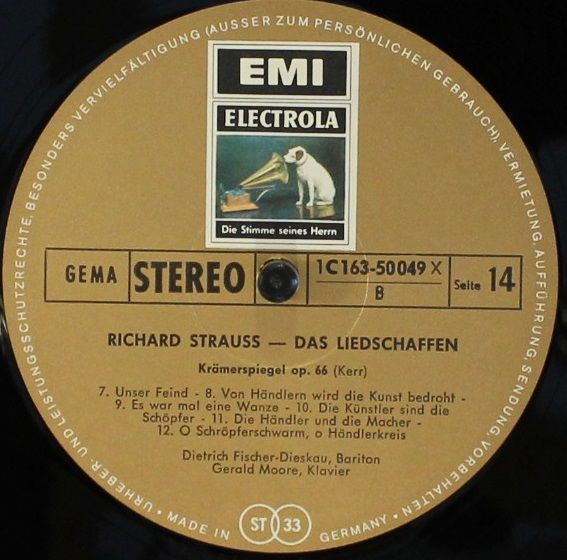 EMI
ELECTROLA
Die Stimme seines Herrn
GEMA
STEREO
1C163-50049 X
B
Seite 14
RICHARD STRAUSS — DAS LIEDSCHAFFEN
Krämerspiegel op. 66 (Kerr)
7. Unser Feind - 8. Von Händlern wird die Kunst bedroht -
9. Es war mal eine Wanze - 10. Die Künstler sind die
Schöpfer - 11. Die Händler und die Macher -
12. O Schröpferschwarm, o Händlerkreis
Dietrich Fischer-Dieskau, Bariton
Gerald Moore, Klavier
URHEBER UND LEISTUNGSSCHUTZRECHTE, BESONDERS VERVIELFÄLTIGUNG (AUSSER ZUM PERSÖNLICHEN GEBRAUCH), VERMIETUNG, AUFFÜHRUNG, SENDUNG VORBEHALTEN
• MADE IN ST 33 GERMANY •